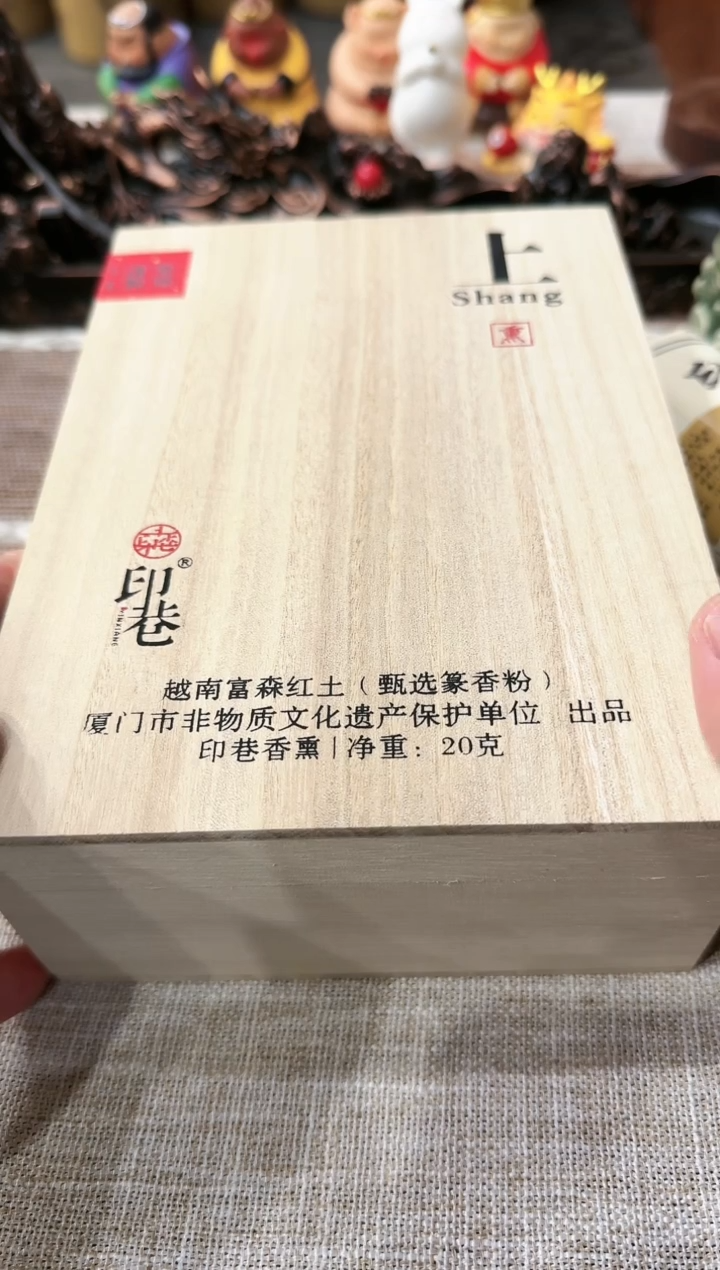 上
Shang
熏
印巷®
YINXIANG
越南富森红土（甄选篆香粉）
厦门市非物质文化遗产保护单位 出品
印巷香熏|净重：20克